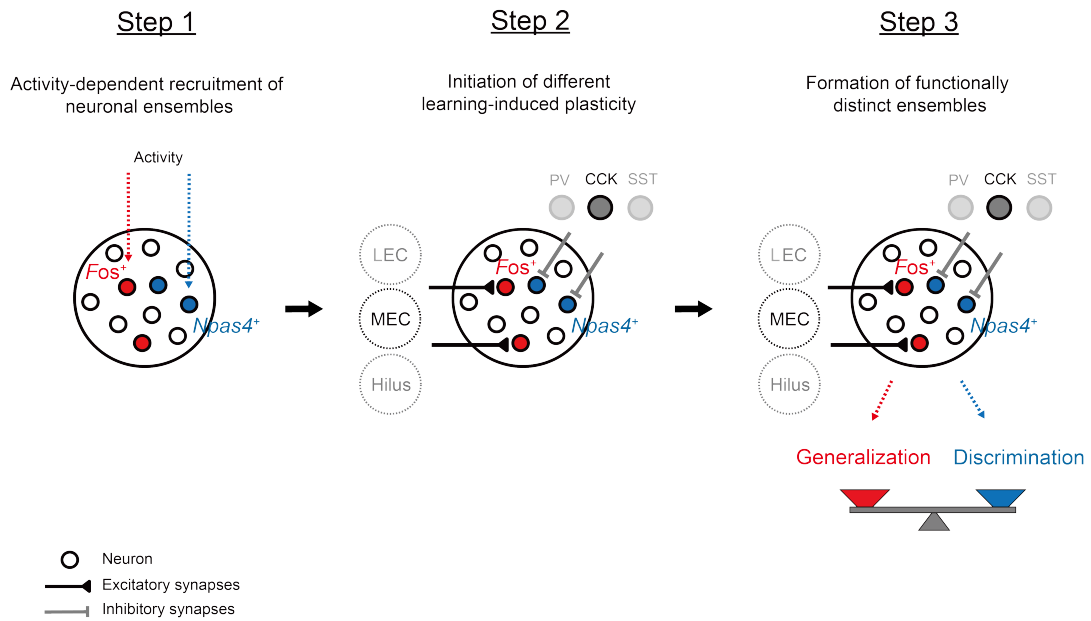 Step 1
Activity-dependent recruitment of
neuronal ensembles
Activity
Fos+
Npas4+
Step 2
Initiation of different
learning-induced plasticity
PV
CCK
SST
LEC
MEC
Hilus
Fos+
Npas4+
Step 3
Formation of functionally
distinct ensembles
PV
CCK
SST
LEC
MEC
Hilus
Fos+
Npas4+
Generalization
Discrimination
Neuron
Excitatory synapses
Inhibitory synapses